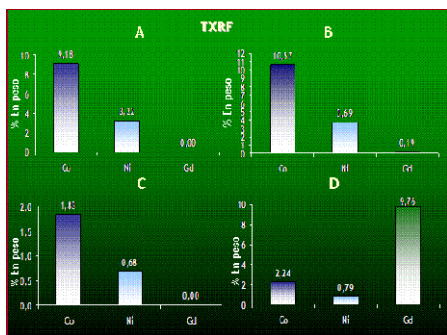 TXRF
A
% En peso
10
8
6
4
2
0
9,18
3,32
0,00
Ni
Gd
B
% En peso
12
11
10
9
8
7
6
5
4
3
2
1
0
10,57
3,69
0,19
Co
Ni
Gd
C
% En peso
2,0
1,5
1,0
0,5
0,0
1,83
0,68
0,00
Ni
Gd
D
% En peso
10
8
6
4
2
0
2,24
0,79
9,76
Co
Ni
Gd